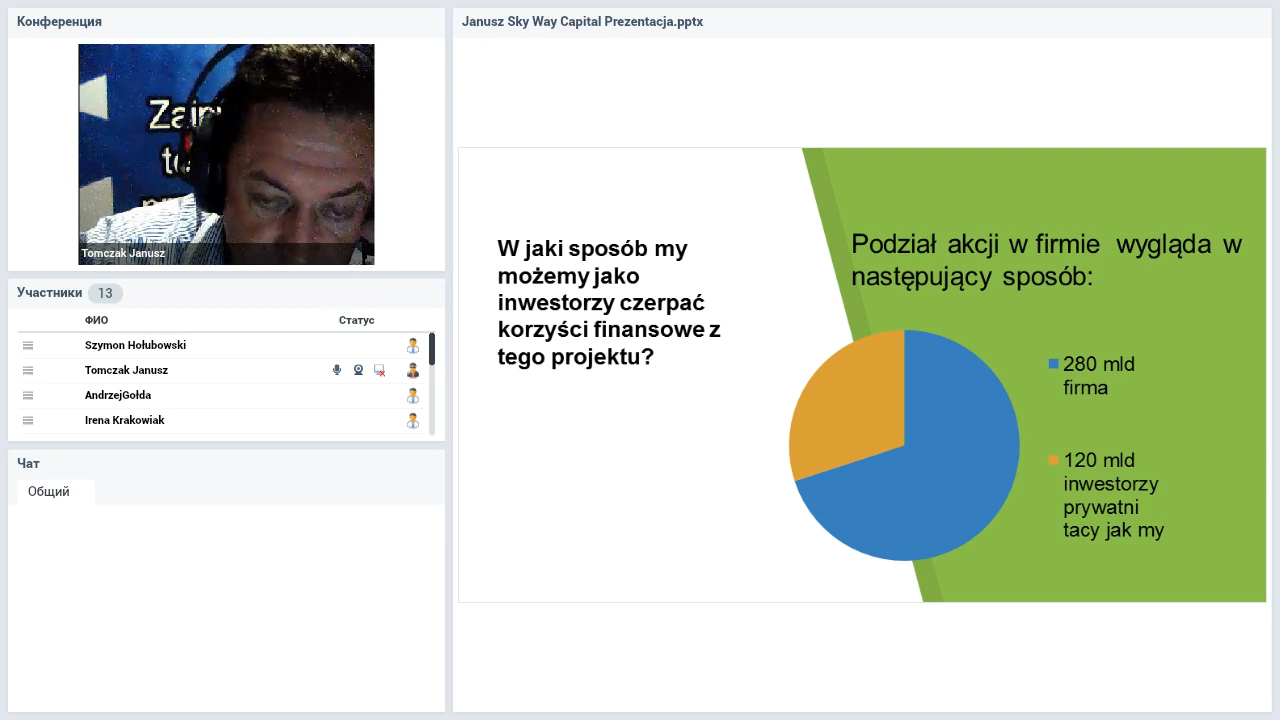 Конференция
Tomczak Janusz
Участники 13
ФИО Статус
Szymon Hołubowski
Tomczak Janusz
AndrzejGołda
Irena Krakowiak
Чат
Общий
Janusz Sky Way Capital Prezentacja.pptx
W jaki sposób my
możemy jako
inwestorzy czerpać
korzyści finansowe z
tego projektu?
Podział akcji w firmie wygląda w
następujący sposób:
280 mld
firma
120 mld
inwestorzy
prywatni
tacy jak my